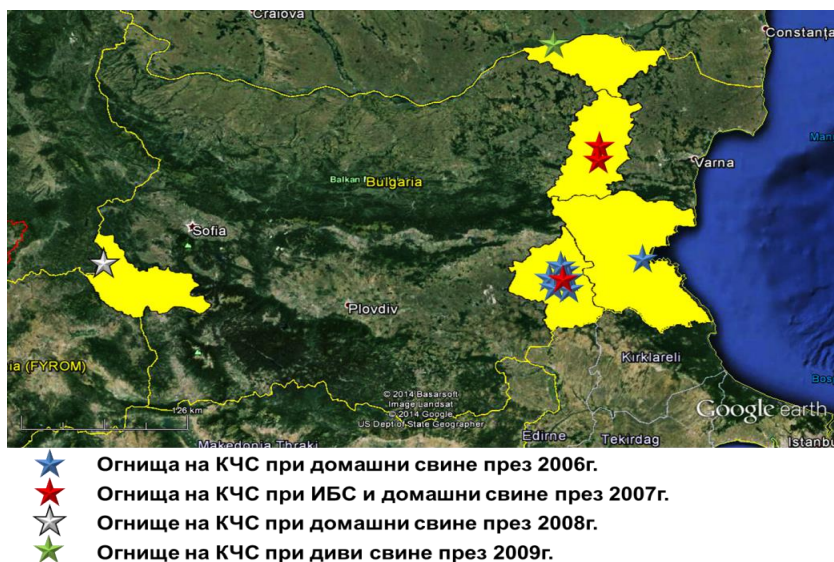 Craiova
Constanța
Varna
Balkan
Bulgaria
Sofia
Plovdiv
(FYROM)
Kirklareli
© 2014 Basarsoft
Image Landsat
© 2014 Google
US Dept of State Geographer
Google earth
126 km
Edirne
Tekirdag
Istanbu
Makedonia Thraki
Огнища на КЧС при домашни свине през 2006г.
Огнища на КЧС при ИБС и домашни свине през 2007г.
Огнище на КЧС при домашни свине през 2008г.
Огнище на КЧС при диви свине през 2009г.